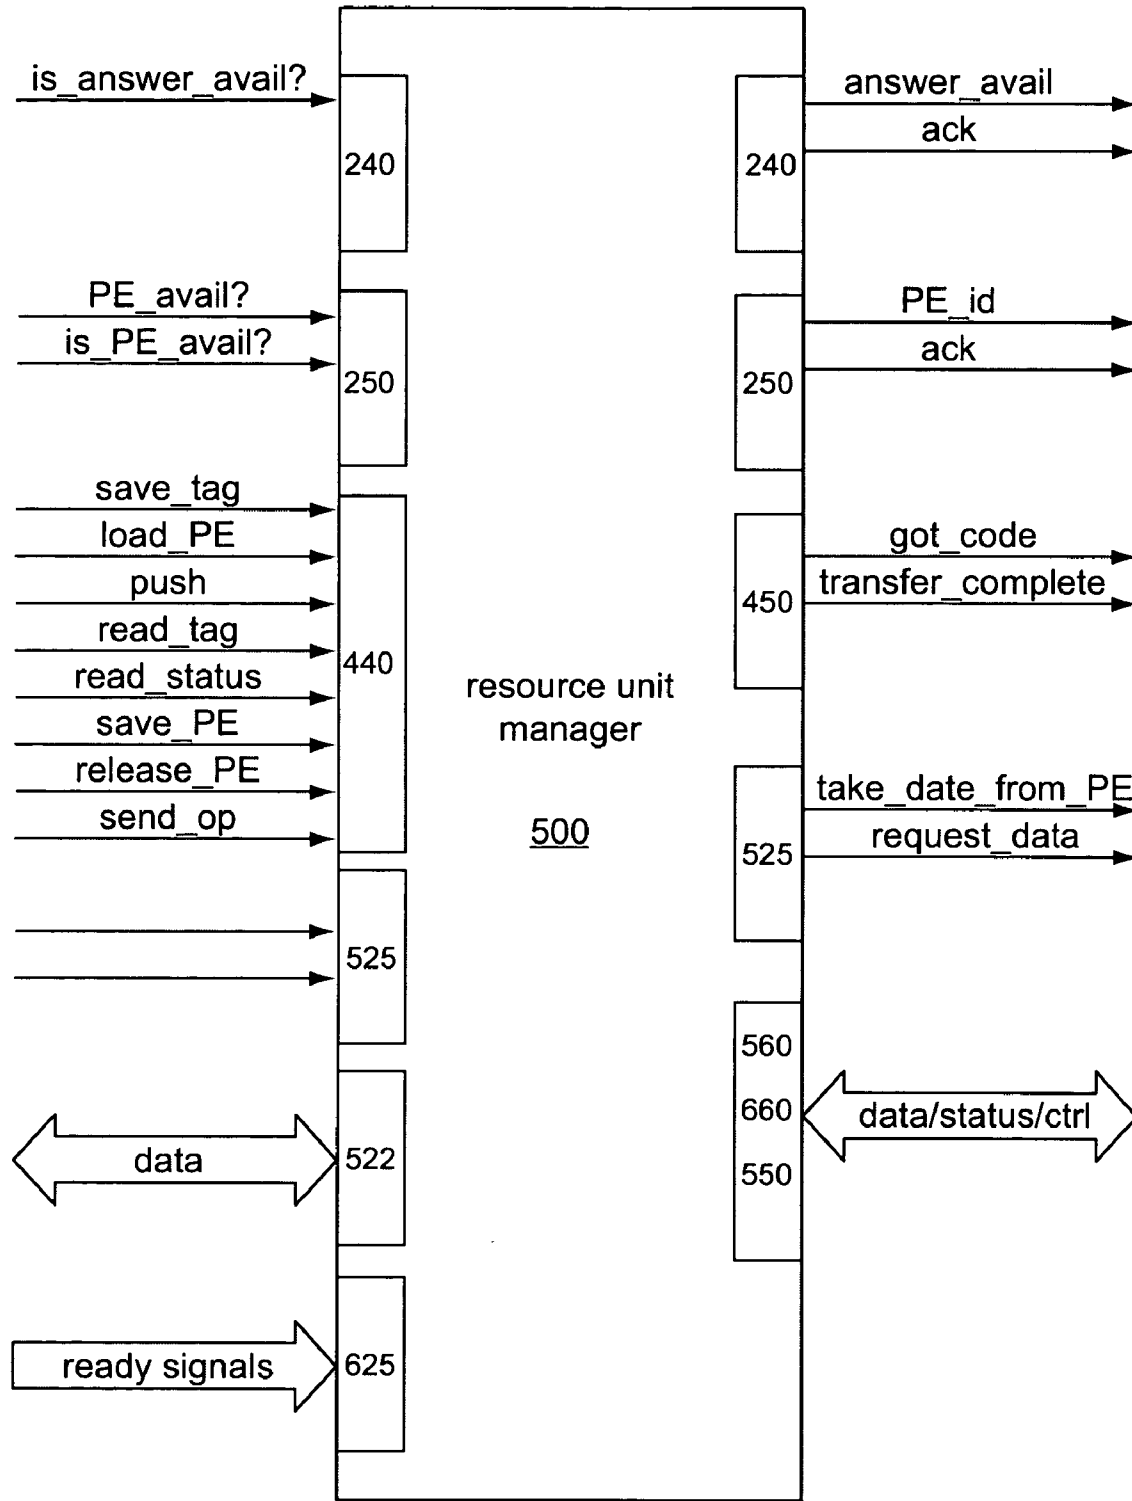 is_answer_avail?
240
PE_avail?
is_PE_avail?
250
save_tag
load_PE
push
read_tag
read_status
save_PE
release_PE
send_op
440
525
data
522
ready signals
625
resource unit
manager
500
240
answer_avail
ack
250
PE_id
ack
450
got_code
transfer_complete
525
take_date_from_PE
request_data
560
660
550
data/status/ctrl